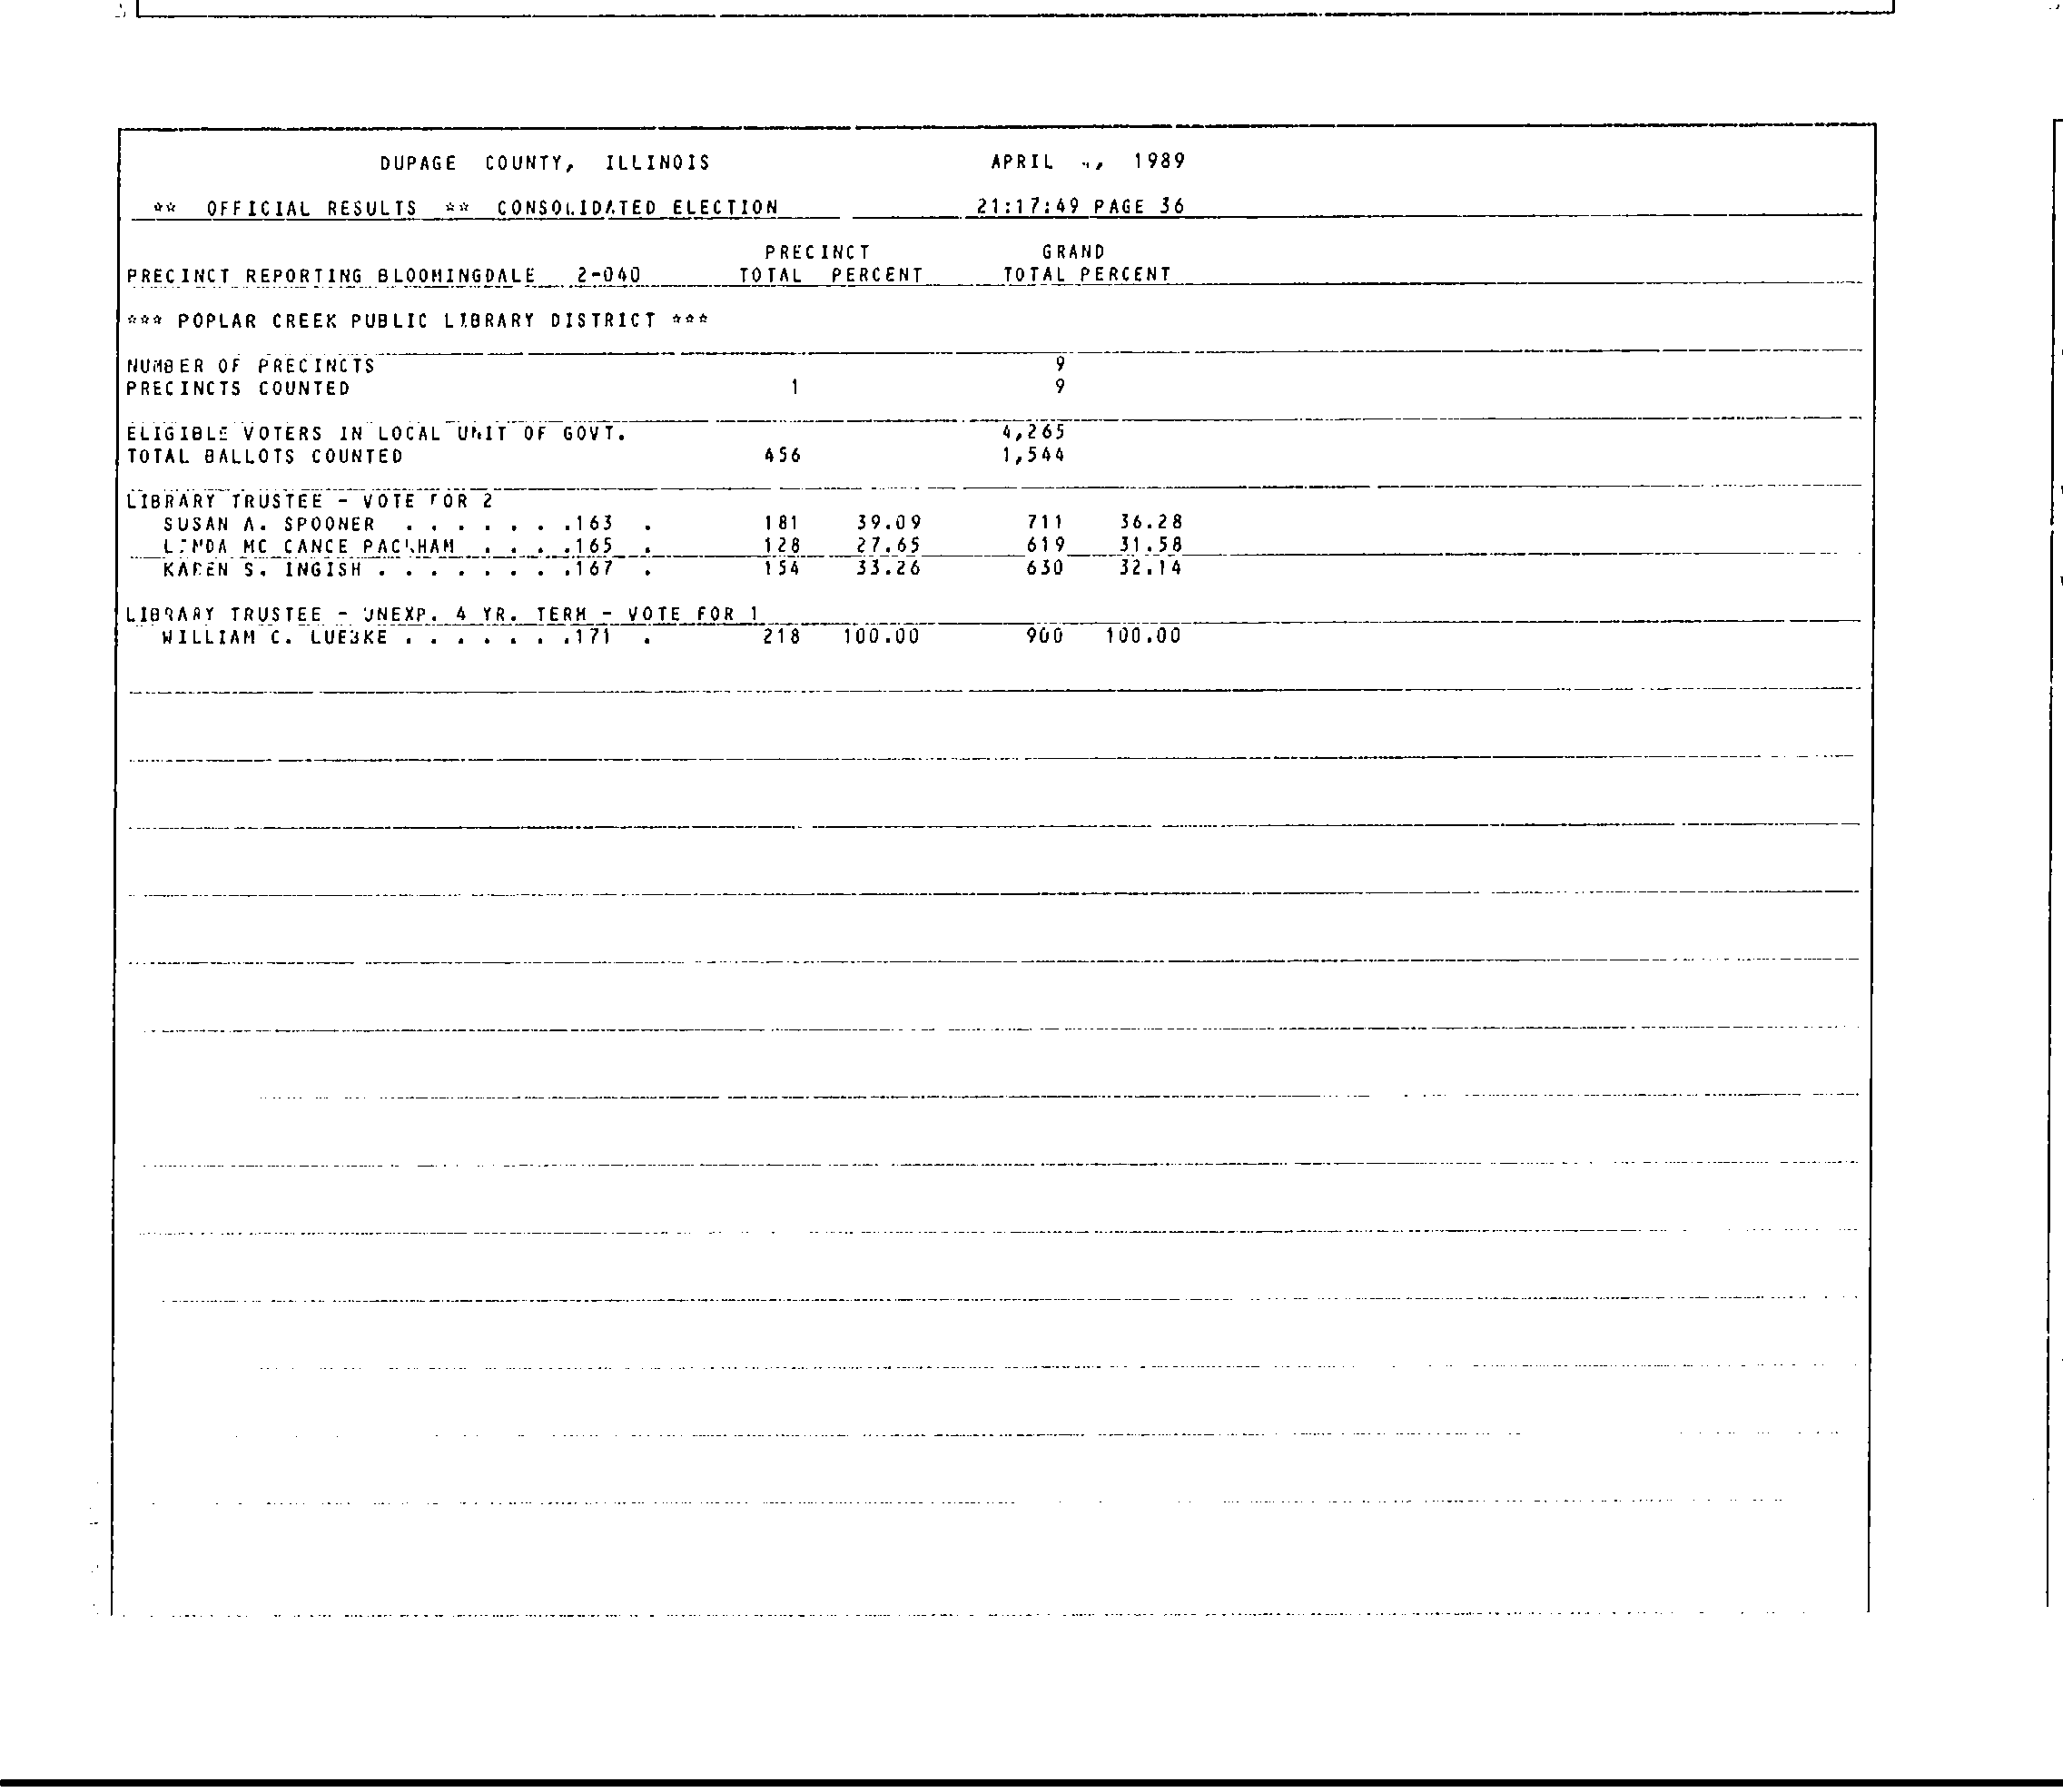 DUPAGE COUNTY, ILLINOIS APRIL , 1989
** OFFICIAL RESULTS ** CONSOLIDATED ELECTION 21:17:49 PAGE 36
PRECINCT GRAND
PRECINCT REPORTING BLOOMINGDALE 2-040 TOTAL PERCENT TOTAL PERCENT
*** POPLAR CREEK PUBLIC LIBRARY DISTRICT ***
NUMBER OF PRECINCTS 9
PRECINCTS COUNTED 1 9
ELIGIBLE VOTERS IN LOCAL UNIT OF GOVT. 4,265
TOTAL BALLOTS COUNTED 456 1,544
LIBRARY TRUSTEE - VOTE FOR 2
SUSAN A. SPOONER . . . . . . .163 . 181 39.09 711 36.28
LINDA MC CANCE PACKHAM . . . .165 . 128 27.65 619 31.58
KAREN S. INGISH . . . . . . . .167 . 154 33.26 630 32.14
LIBRARY TRUSTEE - UNEXP. 4 YR. TERM - VOTE FOR 1
WILLIAM C. LUEBKE . . . . . . .171 . 218 100.00 900 100.00